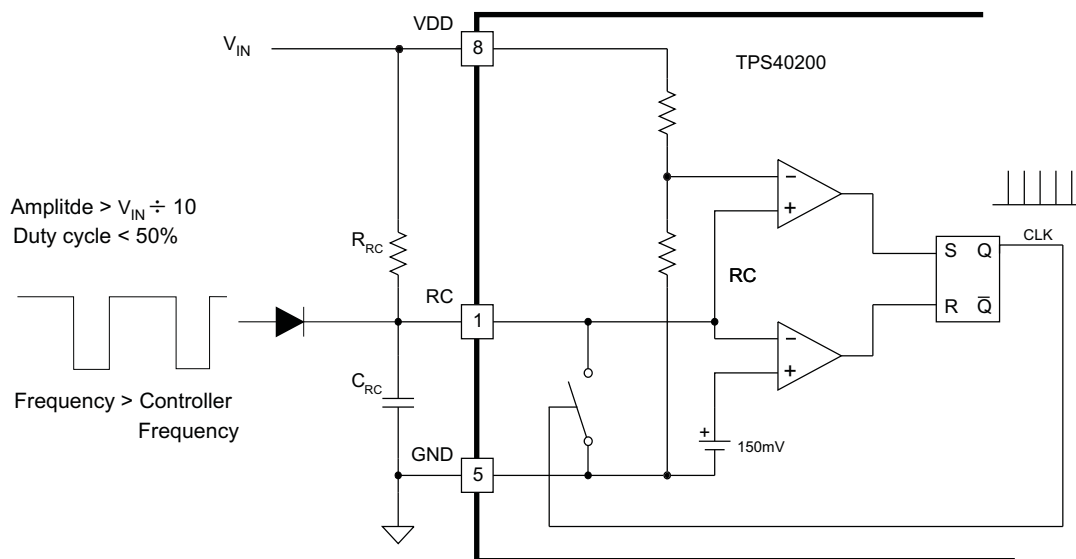 VDD
8
V_IN
TPS40200
Amplitde > V_IN ÷ 10
Duty cycle < 50%
R_RC
−
+
CLK
S Q
RC
RC
1
R Q̅
−
+
C_RC
Frequency > Controller
Frequency
+
150mV
GND
5